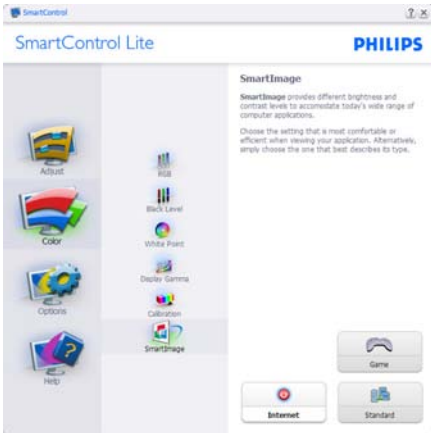 SmartControl
SmartControl Lite
PHILIPS
Adjust
Color
Options
Help
RGB
Black Level
White Point
Display Gamma
Calibration
SmartImage
SmartImage
SmartImage provides different brightness and
contrast levels to accomodate today's wide range of
computer applications.
Choose the setting that is most comfortable or
efficient when viewing your application. Alternatively,
simply choose the one that best describes its type.
Game
Internet
Standard